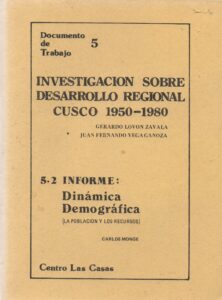 Documento
de 5
Trabajo
INVESTIGACION SOBRE
DESARROLLO REGIONAL
CUSCO 1950-1980
GERARDO LOVON ZAVALA
JUAN FERNANDO VEGA GANOZA
5-2 INFORME:
Dinámica
Demográfica
(LA POBLACION Y LOS RECURSOS)
CARLOS MONGE
Centro Las Casas